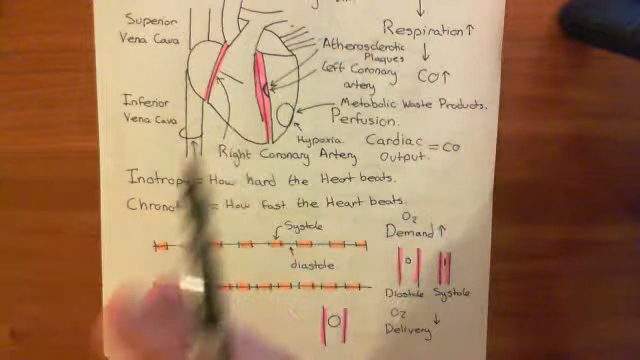 Superior
Vena Cava
Respiration↑
Atherosclerotic
Plaques
Left Coronary
artery
CO↑
Metabolic Waste Products.
Inferior
Vena Cava
Perfusion.
Hypoxia.
Right Coronary Artery
Cardiac
Output. = CO
= How hard the Heart beats.
= How fast the Heart beats.
Systole
diastole
O2
Demand ↑
Diastole Systole
O2
Delivery ↓